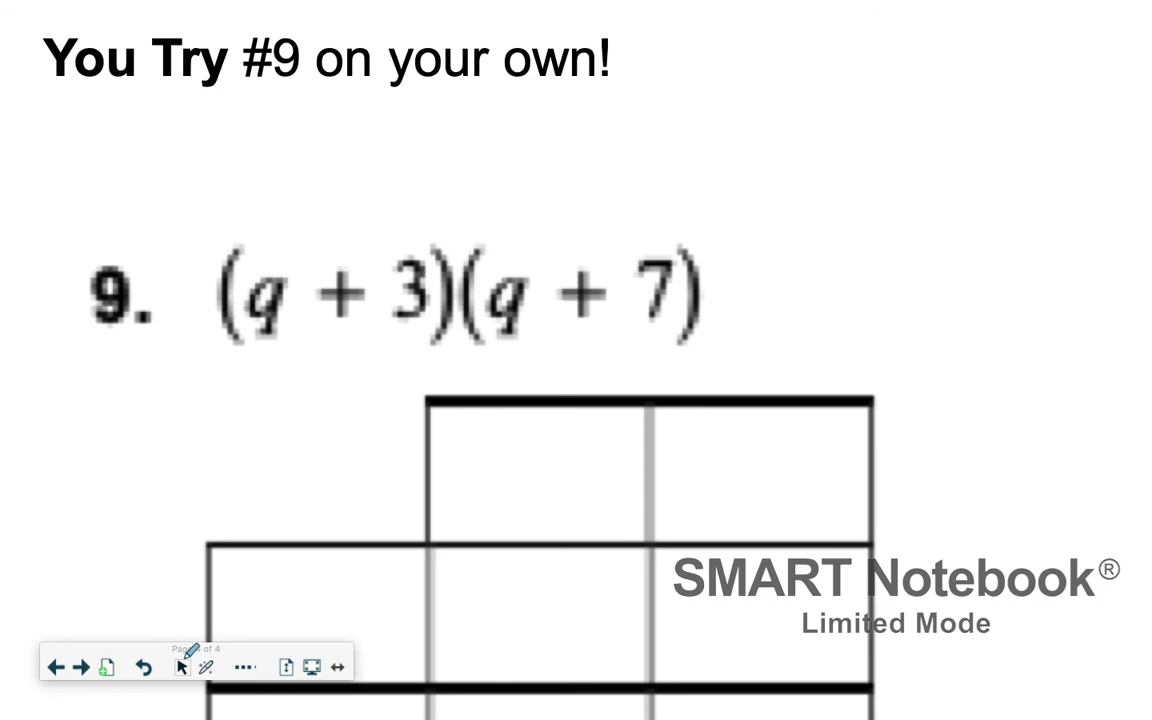 You Try #9 on your own!
9. (q + 3)(q + 7)
SMART Notebook®
Limited Mode